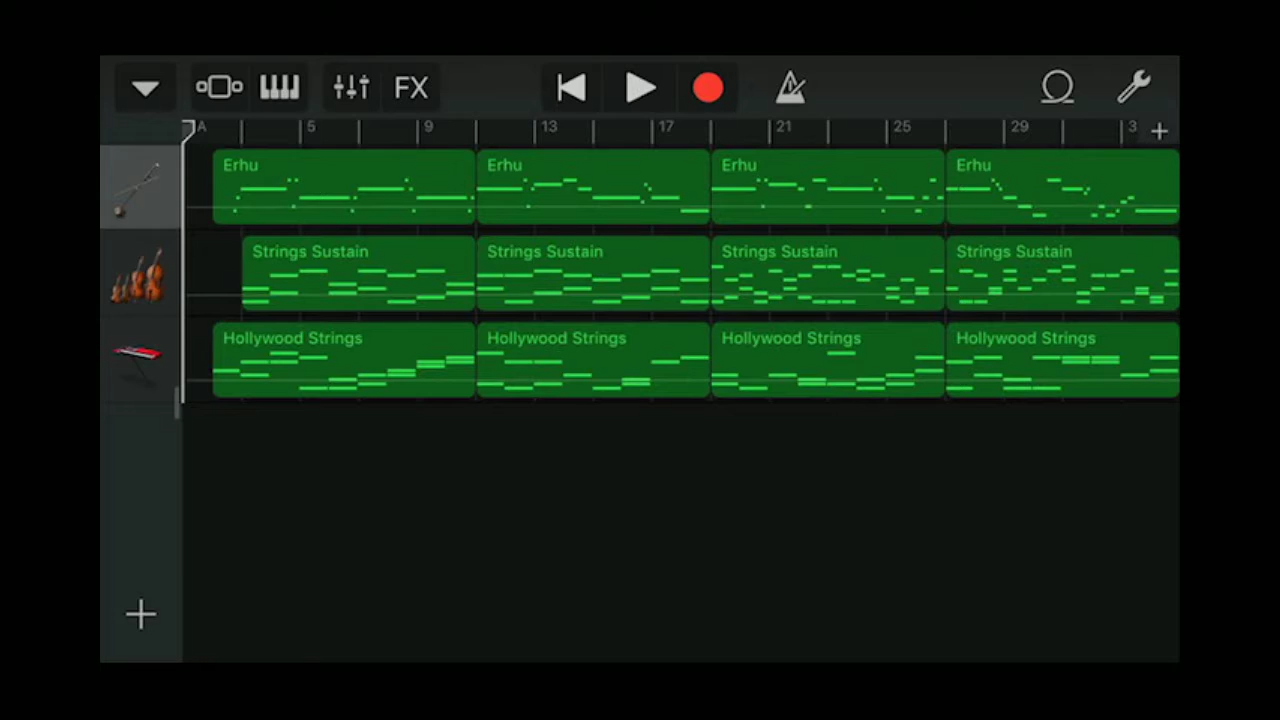 FX
A 5 9 13 17 21 25 29 3
Erhu Erhu Erhu Erhu
Strings Sustain Strings Sustain Strings Sustain Strings Sustain
Hollywood Strings Hollywood Strings Hollywood Strings Hollywood Strings